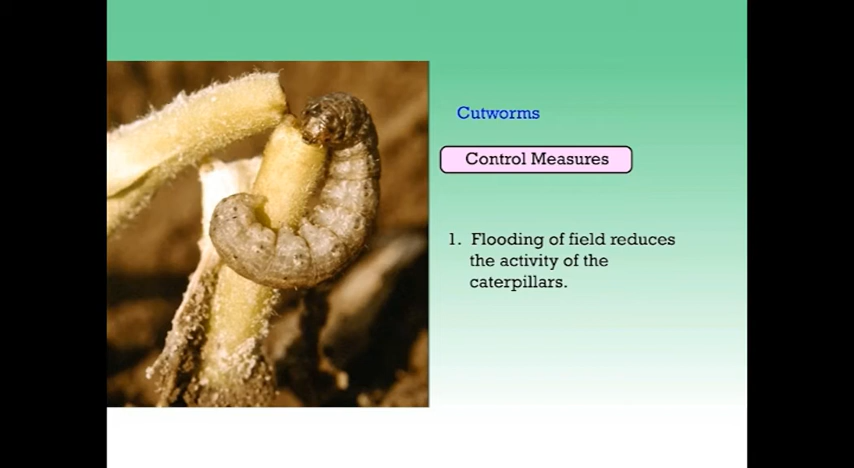 Cutworms
Control Measures
1. Flooding of field reduces
the activity of the
caterpillars.